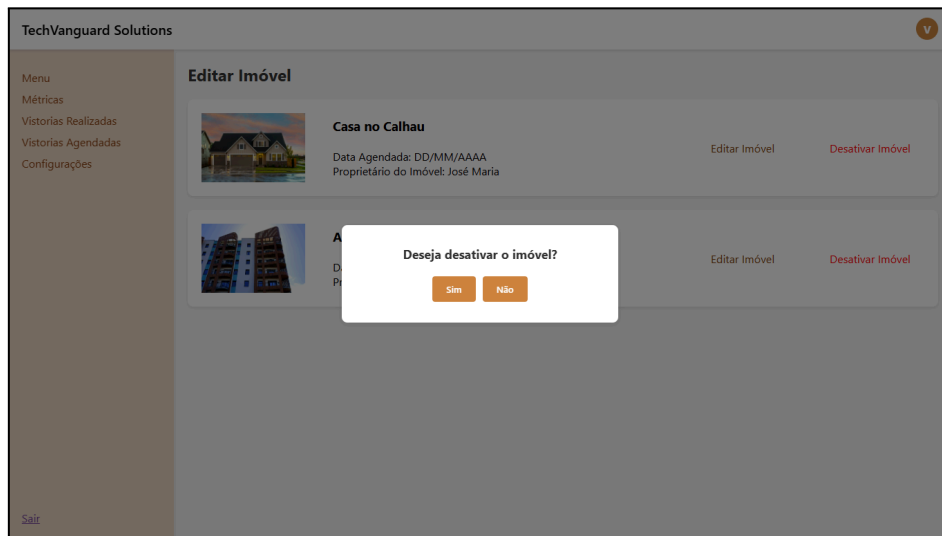 TechVanguard Solutions
V
Menu
Métricas
Vistorias Realizadas
Vistorias Agendadas
Configurações
Sair
Editar Imóvel
Casa no Calhau
Data Agendada: DD/MM/AAAA
Proprietário do Imóvel: José Maria
Editar Imóvel
Desativar Imóvel
Editar Imóvel
Desativar Imóvel
Deseja desativar o imóvel?
Sim
Não